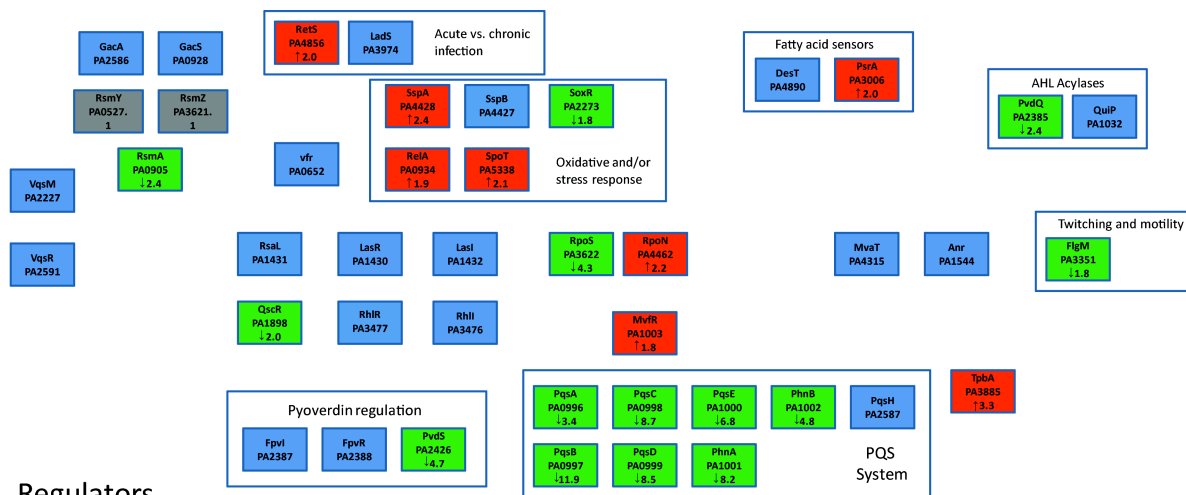 GacA
PA2586
GacS
PA0928
RetS
PA4856
↑2.0
LadS
PA3974
Acute vs. chronic
infection
Fatty acid sensors
DesT
PA4890
PsrA
PA3006
↑2.0
AHL Acylases
PvdQ
PA2385
↓2.4
QuiP
PA1032
RsmY
PA0527.
1
RsmZ
PA3621.
1
SspA
PA4428
↑2.4
SspB
PA4427
SoxR
PA2273
↓1.8
RsmA
PA0905
↓2.4
vfr
PA0652
RelA
PA0934
↑1.9
SpoT
PA5338
↑2.1
Oxidative and/or
stress response
VqsM
PA2227
VqsR
PA2591
RsaL
PA1431
LasR
PA1430
LasI
PA1432
RpoS
PA3622
↓4.3
RpoN
PA4462
↑2.2
MvaT
PA4315
Anr
PA1544
Twitching and motility
FlgM
PA3351
↓1.8
QscR
PA1898
↓2.0
RhlR
PA3477
RhlI
PA3476
MvfR
PA1003
↑1.8
TpbA
PA3885
↑3.3
Pyoverdin regulation
FpvI
PA2387
FpvR
PA2388
PvdS
PA2426
↓4.7
PqsA
PA0996
↓3.4
PqsC
PA0998
↓8.7
PqsE
PA1000
↓6.8
PhnB
PA1002
↓4.8
PqsH
PA2587
PqsB
PA0997
↓11.9
PqsD
PA0999
↓8.5
PhnA
PA1001
↓8.2
PQS
System
Regulators